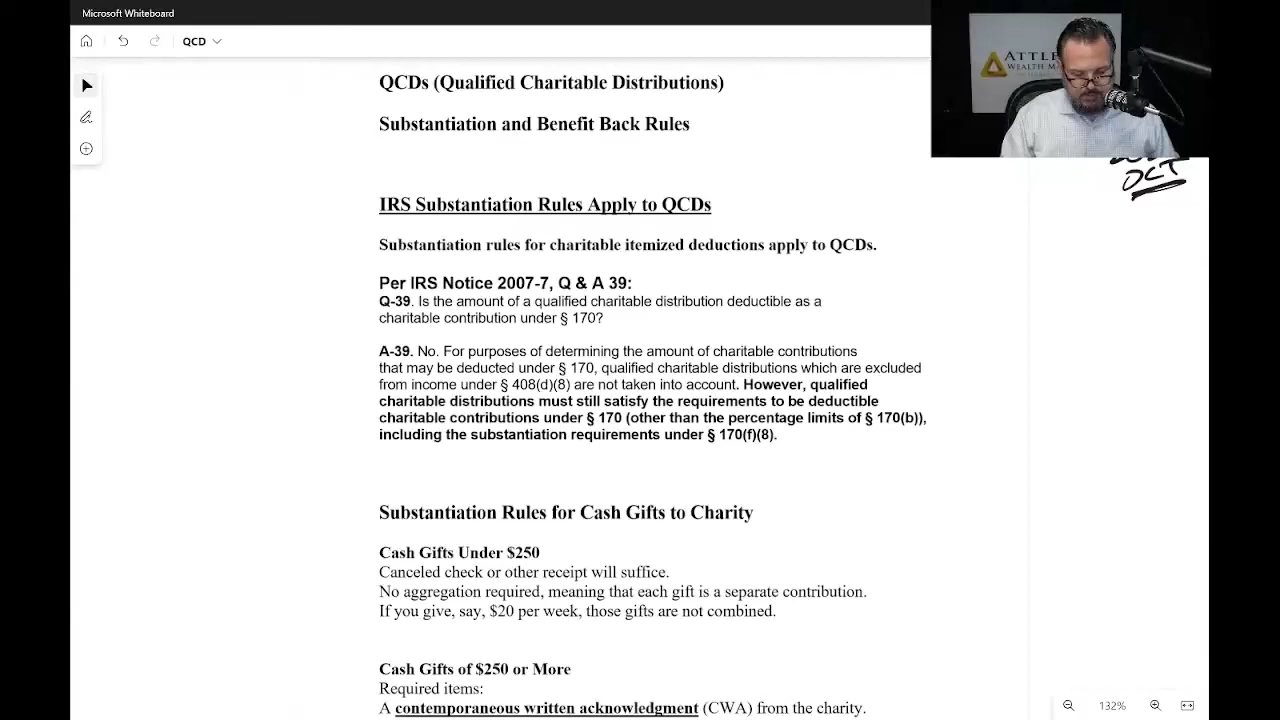 Microsoft Whiteboard
QCD
ATTLE
WEALTH M
QCDs (Qualified Charitable Distributions)
Substantiation and Benefit Back Rules
OCT
IRS Substantiation Rules Apply to QCDs
Substantiation rules for charitable itemized deductions apply to QCDs.
Per IRS Notice 2007-7, Q & A 39:
Q-39. Is the amount of a qualified charitable distribution deductible as a
charitable contribution under § 170?
A-39. No. For purposes of determining the amount of charitable contributions
that may be deducted under § 170, qualified charitable distributions which are excluded
from income under § 408(d)(8) are not taken into account. However, qualified
charitable distributions must still satisfy the requirements to be deductible
charitable contributions under § 170 (other than the percentage limits of § 170(b)),
including the substantiation requirements under § 170(f)(8).
Substantiation Rules for Cash Gifts to Charity
Cash Gifts Under $250
Canceled check or other receipt will suffice.
No aggregation required, meaning that each gift is a separate contribution.
If you give, say, $20 per week, those gifts are not combined.
Cash Gifts of $250 or More
Required items:
A contemporaneous written acknowledgment (CWA) from the charity.
132%